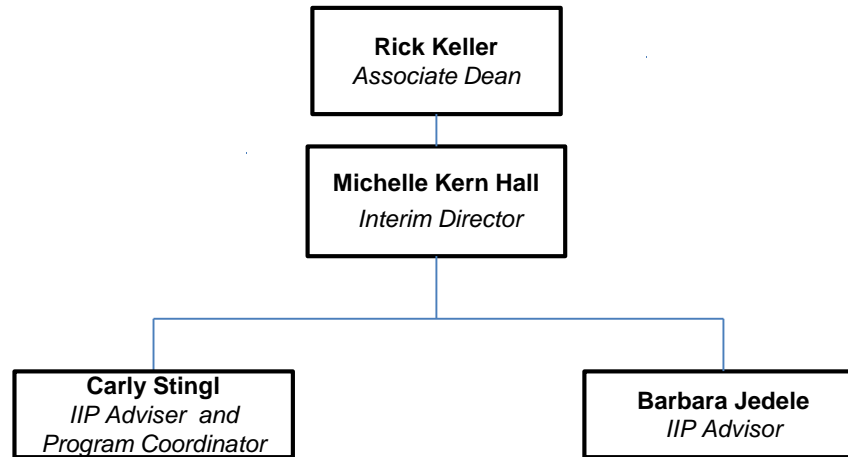 Rick Keller
Associate Dean
Michelle Kern Hall
Interim Director
Carly Stingl
IIP Adviser and
Program Coordinator
Barbara Jedele
IIP Advisor